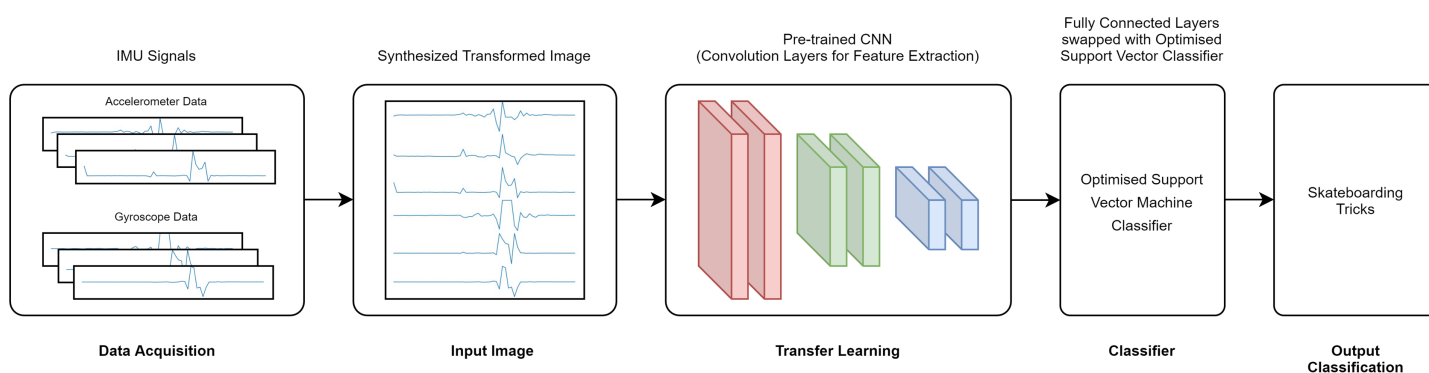 IMU Signals
Accelerometer Data
Gyroscope Data
Data Acquisition
Synthesized Transformed Image
Input Image
Pre-trained CNN
(Convolution Layers for Feature Extraction)
Transfer Learning
Fully Connected Layers
swapped with Optimised
Support Vector Classifier
Optimised Support
Vector Machine
Classifier
Classifier
Skateboarding
Tricks
Output
Classification